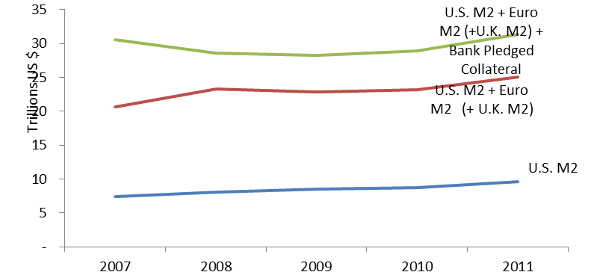 35
30
25
20
15
10
5
-
Trillions US $
U.S. M2 + Euro
M2 (+U.K. M2) +
Bank Pledged
Collateral
U.S. M2 + Euro
M2 (+ U.K. M2)
U.S. M2
2007 2008 2009 2010 2011